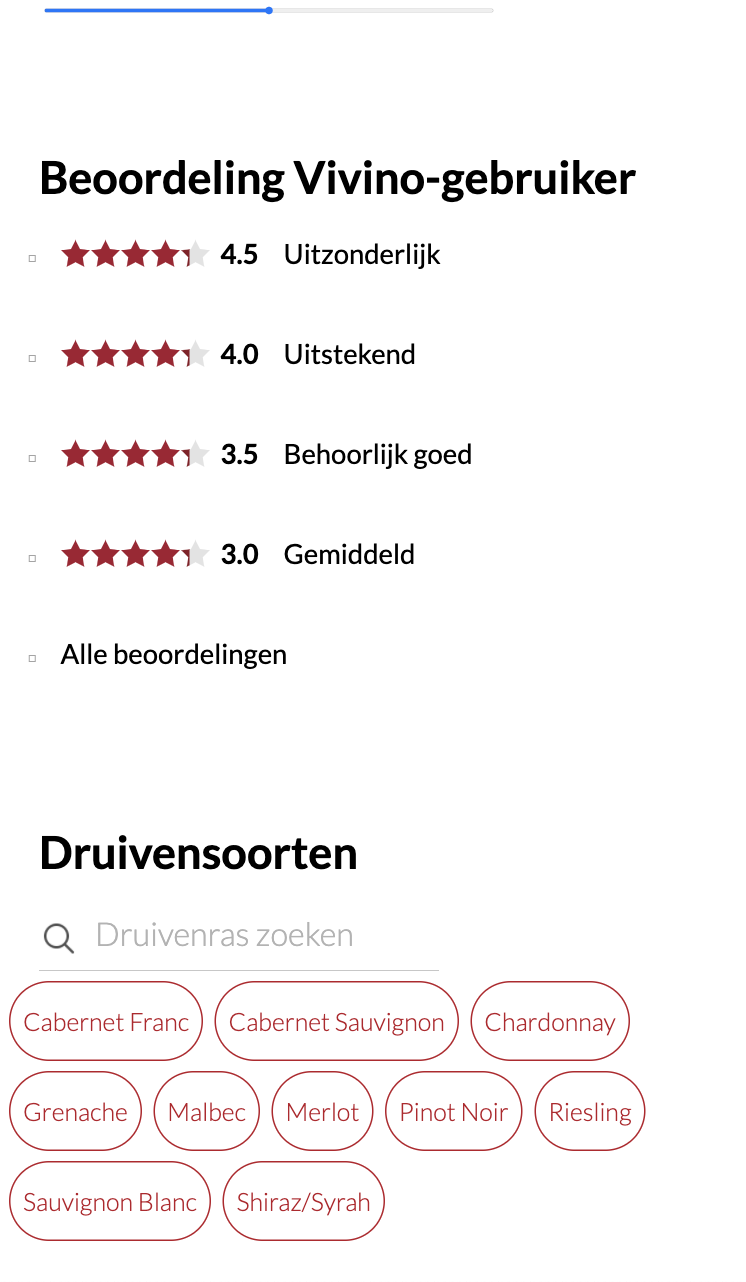 Beoordeling Vivino-gebruiker
4.5 Uitzonderlijk
4.0 Uitstekend
3.5 Behoorlijk goed
3.0 Gemiddeld
Alle beoordelingen
Druivensoorten
Druivenras zoeken
Cabernet Franc Cabernet Sauvignon Chardonnay
Grenache Malbec Merlot Pinot Noir Riesling
Sauvignon Blanc Shiraz/Syrah